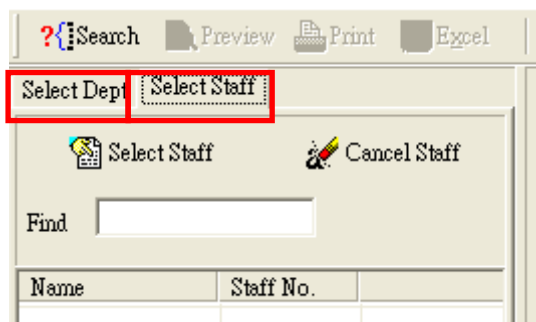 Search Preview Print Excel
Select Dept Select Staff
Select Staff Cancel Staff
Find
Name Staff No.